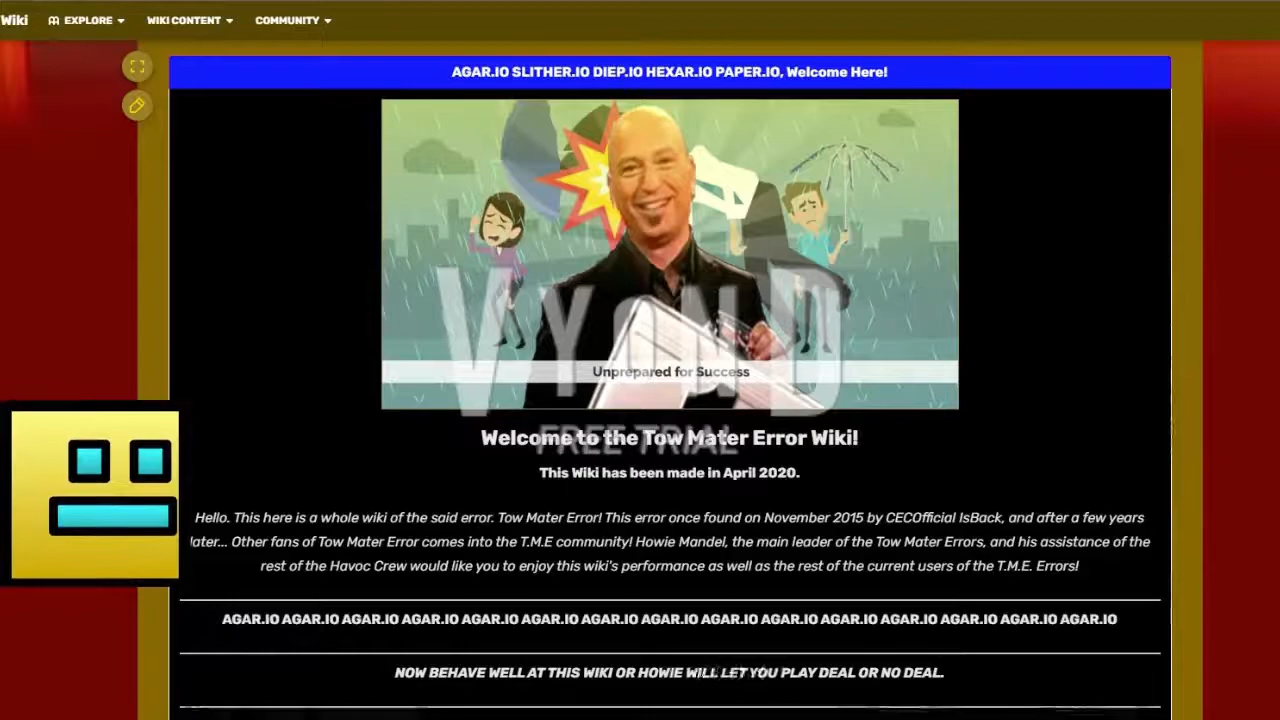 Wiki EXPLORE WIKI CONTENT COMMUNITY
AGAR.IO SLITHER.IO DIEP.IO HEXAR.IO PAPER.IO, Welcome Here!
VYOND
Unprepared for Success
FREE TRIAL
Welcome to the Tow Mater Error Wiki!
This Wiki has been made in April 2020.
Hello. This here is a whole wiki of the said error. Tow Mater Error! This error once found on November 2015 by CECOfficial IsBack, and after a few years
later... Other fans of Tow Mater Error comes into the T.M.E community! Howie Mandel, the main leader of the Tow Mater Errors, and his assistance of the
rest of the Havoc Crew would like you to enjoy this wiki's performance as well as the rest of the current users of the T.M.E. Errors!
AGAR.IO AGAR.IO AGAR.IO AGAR.IO AGAR.IO AGAR.IO AGAR.IO AGAR.IO AGAR.IO AGAR.IO AGAR.IO AGAR.IO AGAR.IO AGAR.IO AGAR.IO
NOW BEHAVE WELL AT THIS WIKI OR HOWIE WILL LET YOU PLAY DEAL OR NO DEAL.